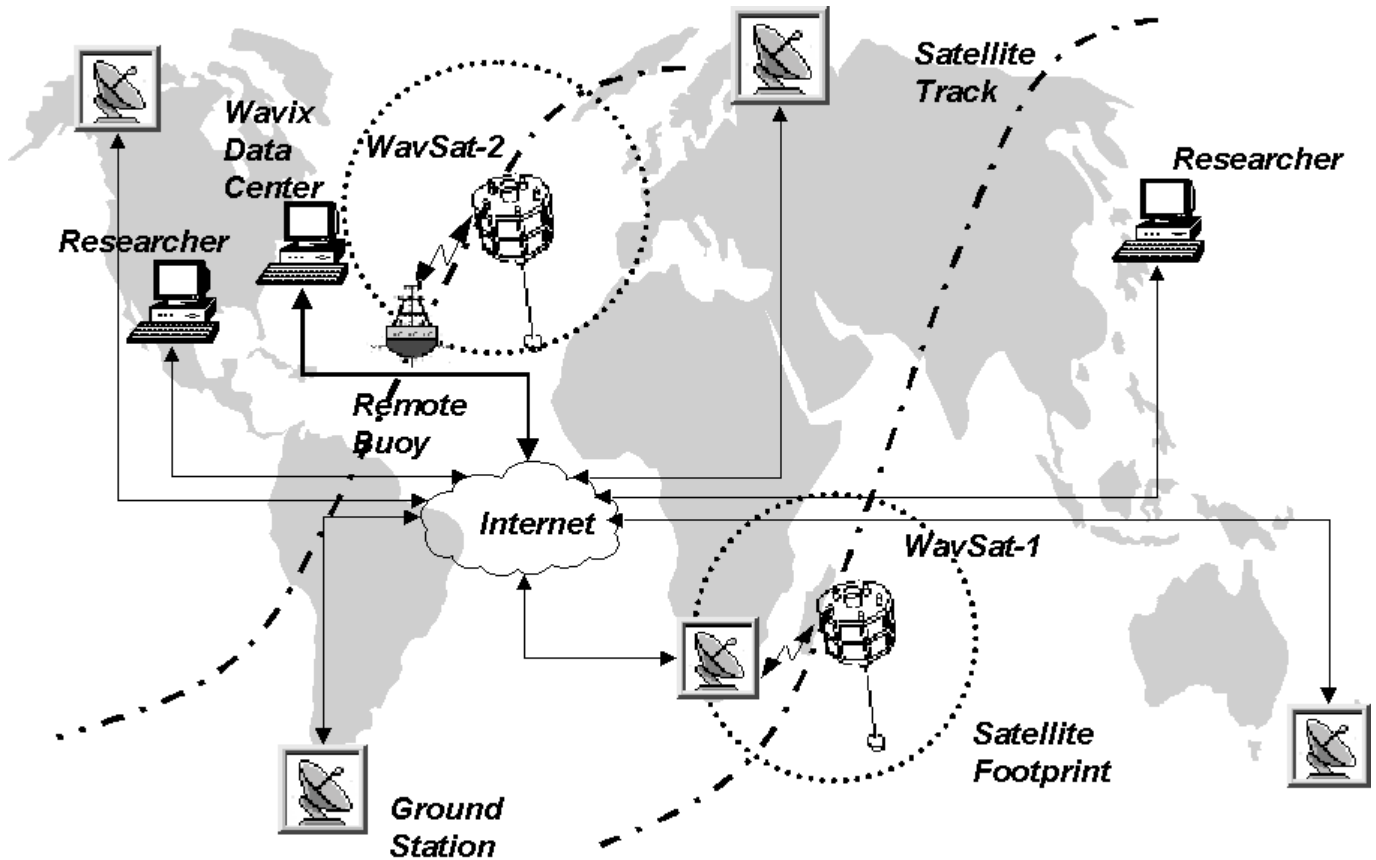 Satellite
Track
Wavix
Data
Center
WavSat-2
Researcher
Researcher
Remote
Buoy
Internet
WavSat-1
Satellite
Footprint
Ground
Station